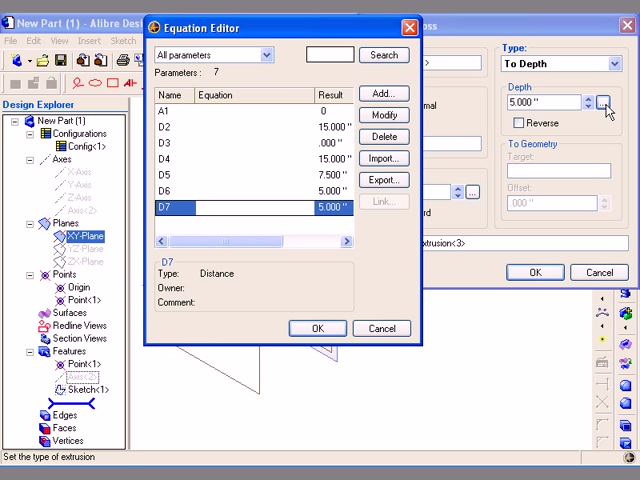 New Part (1) - Alibre Des
File Edit View Insert Sketch
Design Explorer
New Part (1)
Configurations
Config<1>
Axes
X-Axis
Y-Axis
Z-Axis
Axis<2>
Planes
XY-Plane
YZ-Plane
ZX-Plane
Points
Origin
Point<1>
Surfaces
Redline Views
Section Views
Features
Point<1>
Axis<2>
Sketch<1>
Edges
Faces
Vertices
Set the type of extrusion
Equation Editor
All parameters
Search
Parameters : 7
Name Equation Result
A1 0
D2 15.000 "
D3 .000 "
D4 15.000 "
D5 7.500 "
D6 5.000 "
D7 5.000 "
Add...
Modify
Delete
Import...
Export...
Link...
D7
Type: Distance
Owner:
Comment:
OK Cancel
oss
Type:
To Depth
Depth
5.000 "
...
Reverse
To Geometry
Target:
Offset:
.000 "
...
xtrusion<3>
OK Cancel